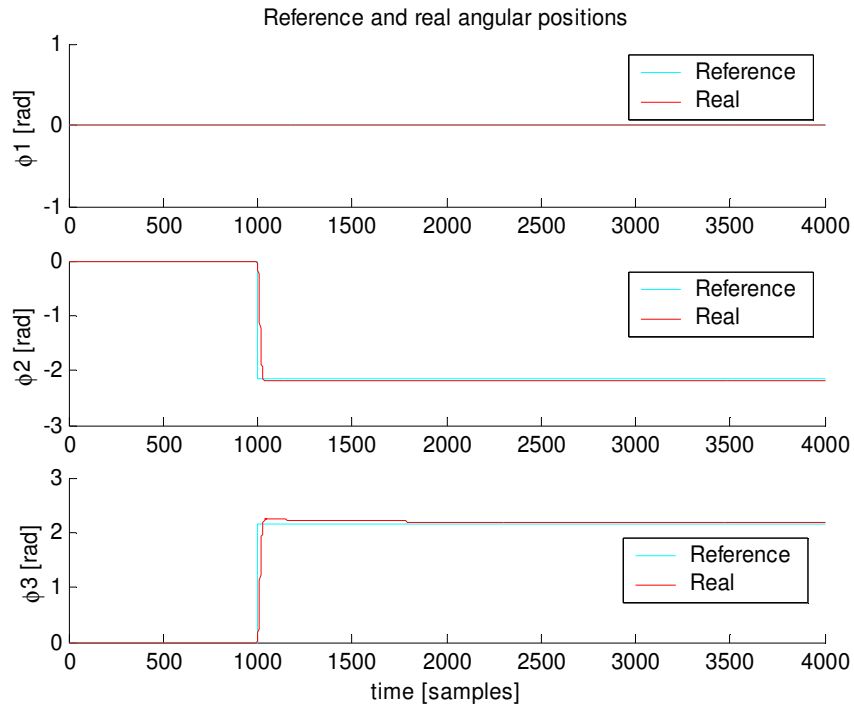 Reference and real angular positions
1
0
-1
ϕ1 [rad]
Reference
Real
0 500 1000 1500 2000 2500 3000 3500 4000
0
-1
-2
-3
ϕ2 [rad]
Reference
Real
0 500 1000 1500 2000 2500 3000 3500 4000
3
2
1
0
ϕ3 [rad]
Reference
Real
0 500 1000 1500 2000 2500 3000 3500 4000
time [samples]